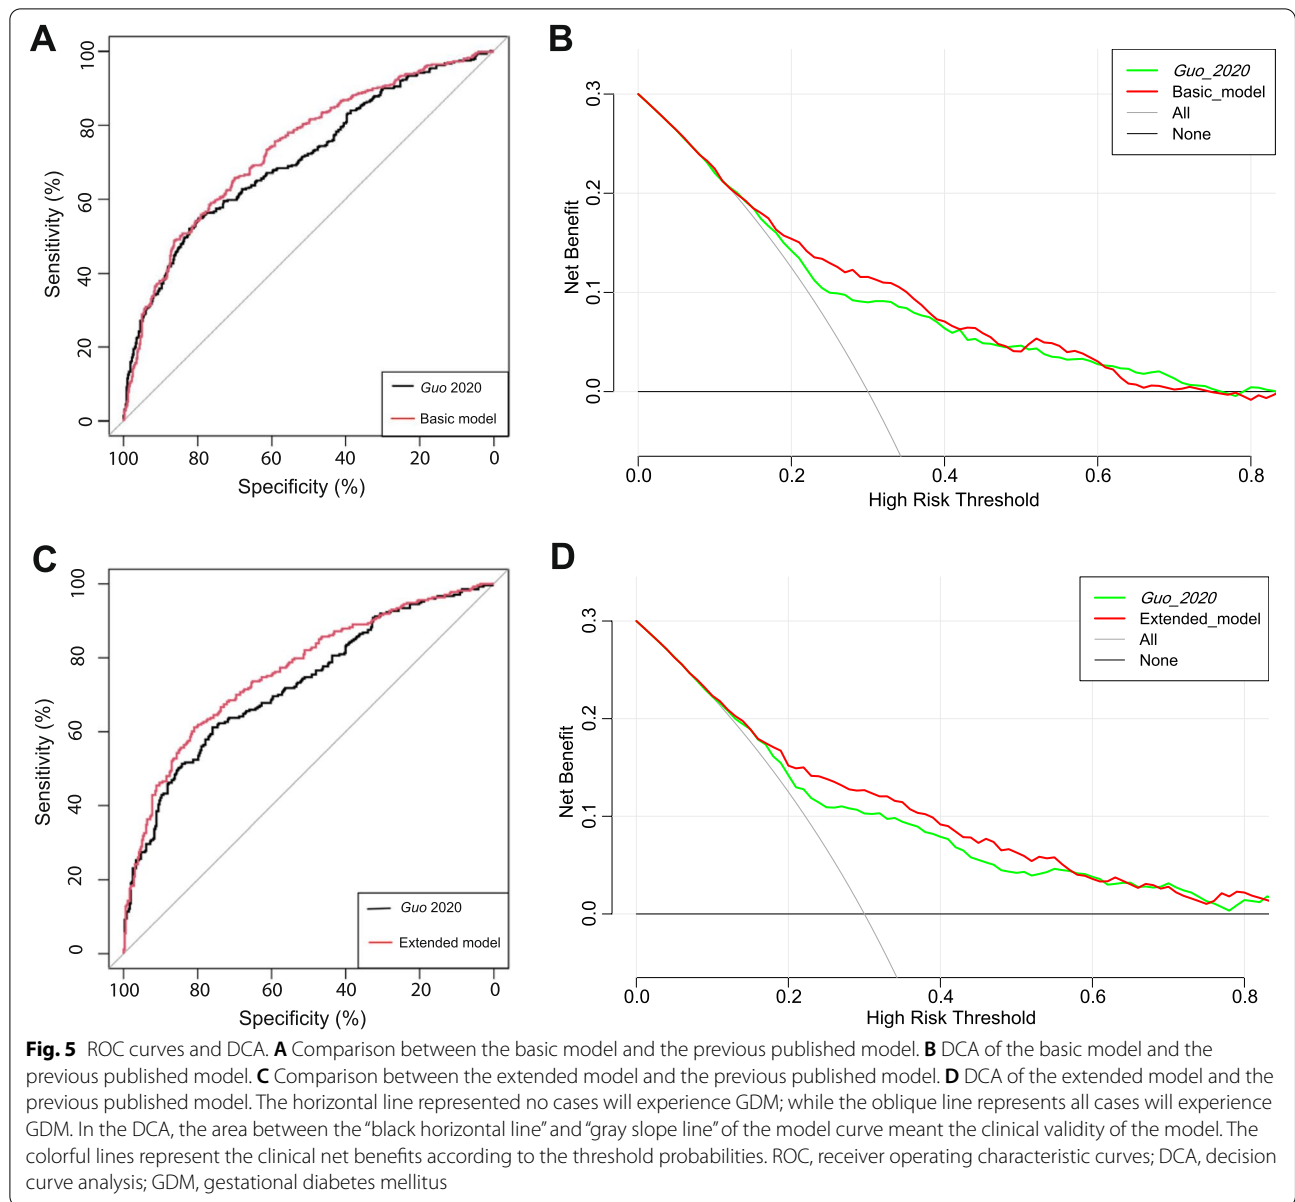 A
100
80
60
40
20
0
Sensitivity (%)
Guo 2020
Basic model
100 80 60 40 20 0
Specificity (%)
B
0.3
0.2
0.1
0.0
Net Benefit
Guo_2020
Basic_model
All
None
0.0 0.2 0.4 0.6 0.8
High Risk Threshold
C
100
80
60
40
20
0
Sensitivity (%)
Guo 2020
Extended model
100 80 60 40 20 0
Specificity (%)
D
0.3
0.2
0.1
0.0
Net Benefit
Guo_2020
Extended_model
All
None
0.0 0.2 0.4 0.6 0.8
High Risk Threshold
Fig. 5 ROC curves and DCA. A Comparison between the basic model and the previous published model. B DCA of the basic model and the
previous published model. C Comparison between the extended model and the previous published model. D DCA of the extended model and the
previous published model. The horizontal line represented no cases will experience GDM; while the oblique line represents all cases will experience
GDM. In the DCA, the area between the “black horizontal line” and “gray slope line” of the model curve meant the clinical validity of the model. The
colorful lines represent the clinical net benefits according to the threshold probabilities. ROC, receiver operating characteristic curves; DCA, decision
curve analysis; GDM, gestational diabetes mellitus